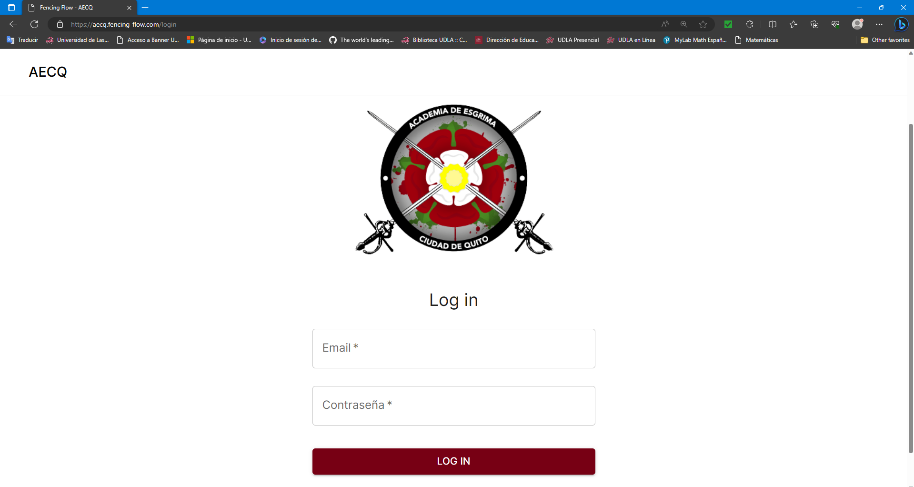 Fencing Flow - AECQ
https://aecq.fencing-flow.com/login
Traducir
Universidad de Las...
Acceso a Banner U...
Página de inicio - U...
Inicio de sesión de...
The world's leading...
Biblioteca UDLA :: C...
Dirección de Educa...
UDLA Presencial
UDLA en Línea
MyLab Math Españ...
Matemáticas
Other favorites
AECQ
ACADEMIA DE ESGRIMA
CIUDAD DE QUITO
Log in
Email *
Contraseña *
LOG IN